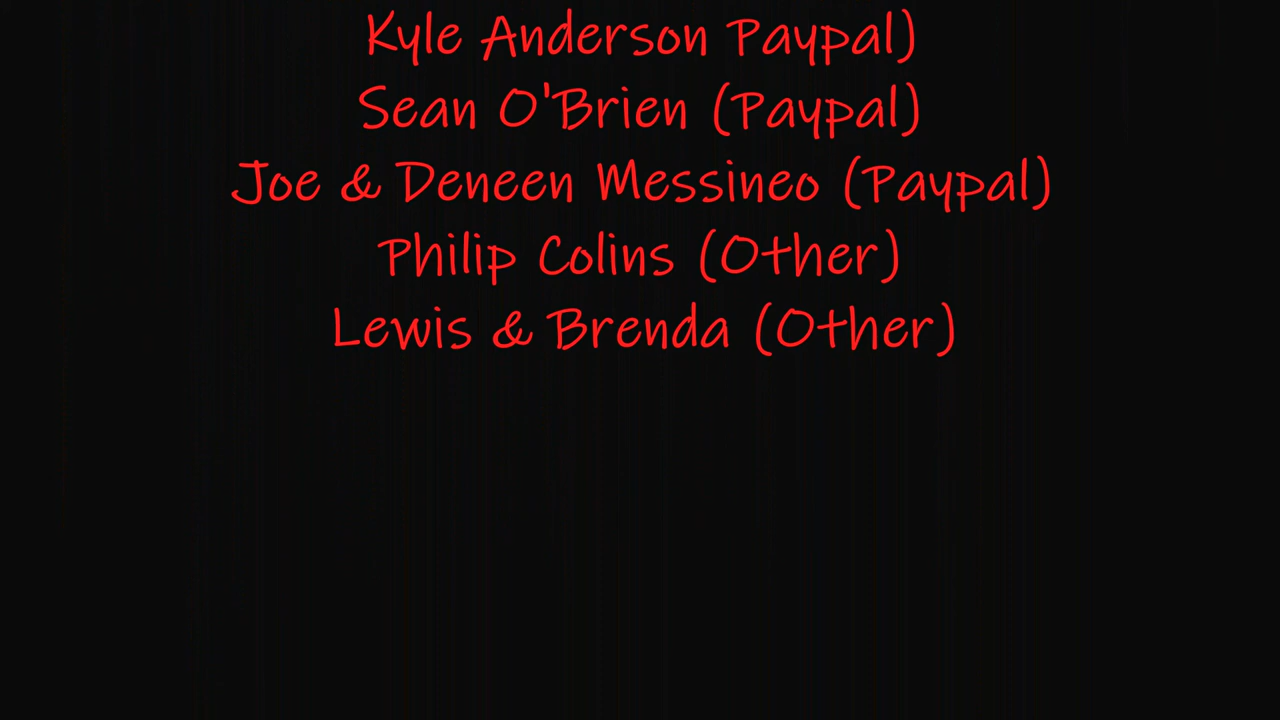 Kyle Anderson Paypal)
Sean O'Brien (Paypal)
Joe & Deneen Messineo (Paypal)
Philip Colins (Other)
Lewis & Brenda (Other)